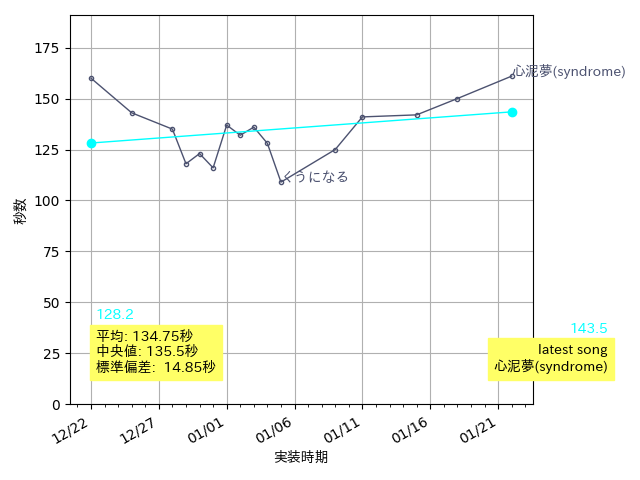 175
150
125
100
75
50
25
0
秒数
心泥夢(syndrome)
くうになる
128.2
平均: 134.75秒
中央値: 135.5秒
標準偏差: 14.85秒
143.5
latest song
心泥夢(syndrome)
12/22
12/27
01/01
01/06
01/11
01/16
01/21
実装時期